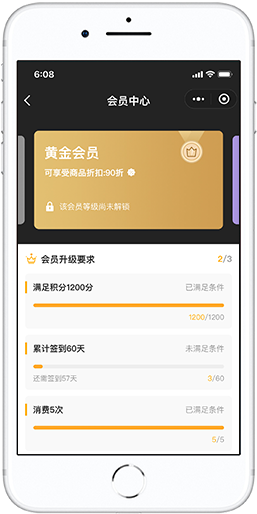 6:08
会员中心
黄金会员
可享受商品折扣:90折
该会员等级尚未解锁
会员升级要求 2/3
满足积分1200分 已满足条件
1200/1200
累计签到60天 未满足条件
还需签到57天 3/60
消费5次 已满足条件
5/5